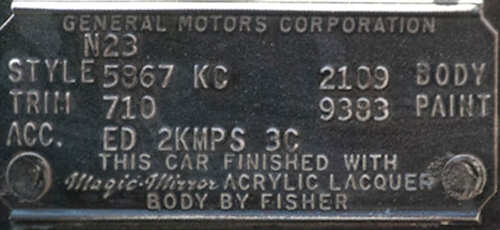 GENERAL MOTORS CORPORATION
N23
STYLE 5867 KC 2109 BODY
TRIM 710 9383 PAINT
ACC. ED 2KMPS 3C
THIS CAR FINISHED WITH
Magic-Mirror ACRYLIC LACQUER
BODY BY FISHER